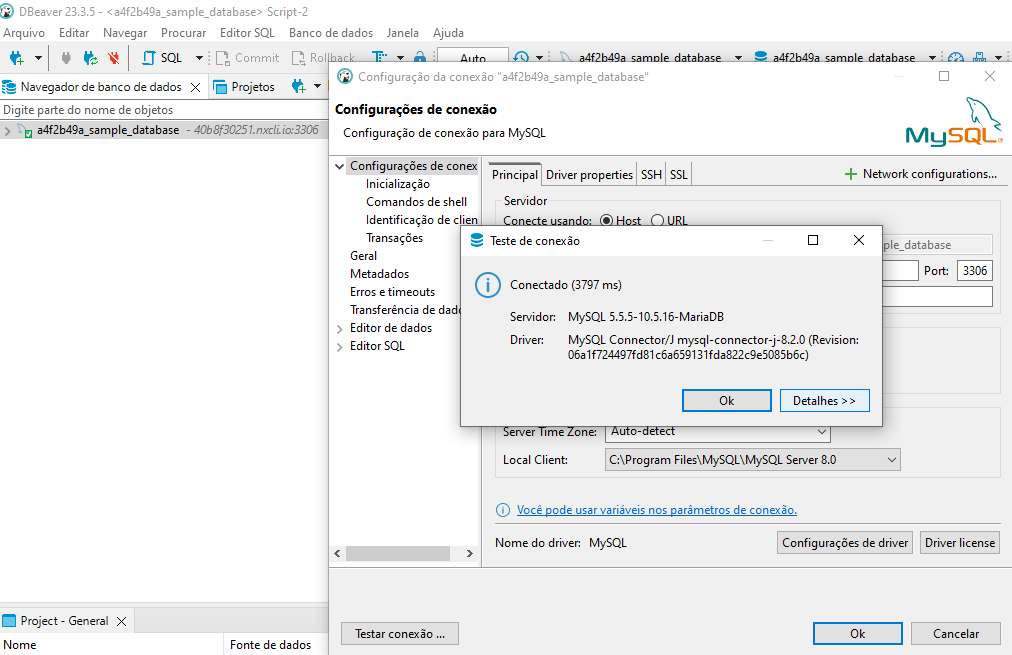 DBeaver 23.3.5 - <a4f2b49a_sample_database> Script-2
Arquivo Editar Navegar Procurar Editor SQL Banco de dados Janela Ajuda
SQL Commit Rollback Auto a4f2b49a_sample_database a4f2b49a_sample_database
Navegador de banco de dados Projetos
Digite parte do nome de objetos
a4f2b49a_sample_database - 40b8f30251.nxcli.io:3306
Configuração da conexão "a4f2b49a_sample_database"
Configurações de conexão
Configuração de conexão para MySQL
MySQL
Configurações de conex
Inicialização
Comandos de shell
Identificação de clien
Transações
Geral
Metadados
Erros e timeouts
Transferência de dado
Editor de dados
Editor SQL
Principal Driver properties SSH SSL Network configurations...
Servidor
Conecte usando: Host URL
ple_database
Port: 3306
Teste de conexão
Conectado (3797 ms)
Servidor: MySQL 5.5.5-10.5.16-MariaDB
Driver: MySQL Connector/J mysql-connector-j-8.2.0 (Revision:
06a1f724497fd81c6a659131fda822c9e5085b6c)
Ok Detalhes >>
Server Time Zone: Auto-detect
Local Client: C:\Program Files\MySQL\MySQL Server 8.0
Você pode usar variáveis nos parâmetros de conexão.
Nome do driver: MySQL Configurações de driver Driver license
Testar conexão ... Ok Cancelar
Project - General
Nome Fonte de dados